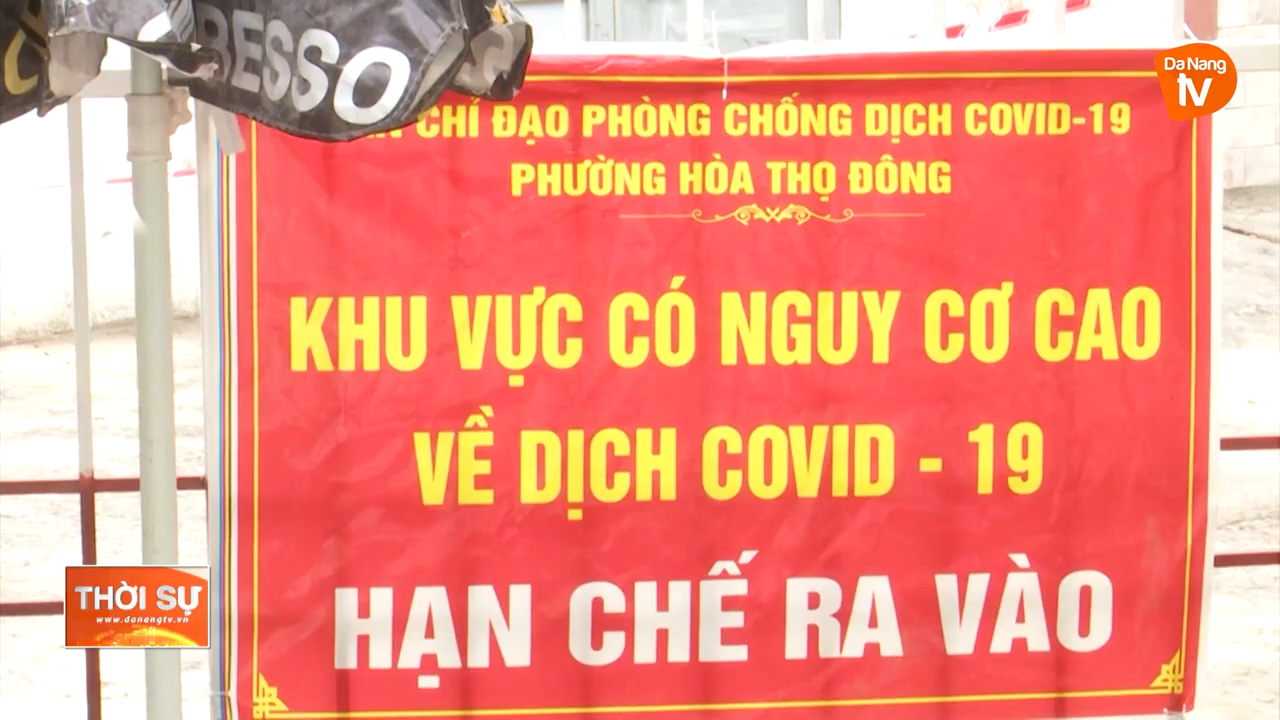 BESSO
Da Nang
tv
CHỈ ĐẠO PHÒNG CHỐNG DỊCH COVID-19
PHƯỜNG HÒA THỌ ĐÔNG
KHU VỰC CÓ NGUY CƠ CAO
VỀ DỊCH COVID - 19
HẠN CHẾ RA VÀO
THỜI SỰ
www.danangtv.vn